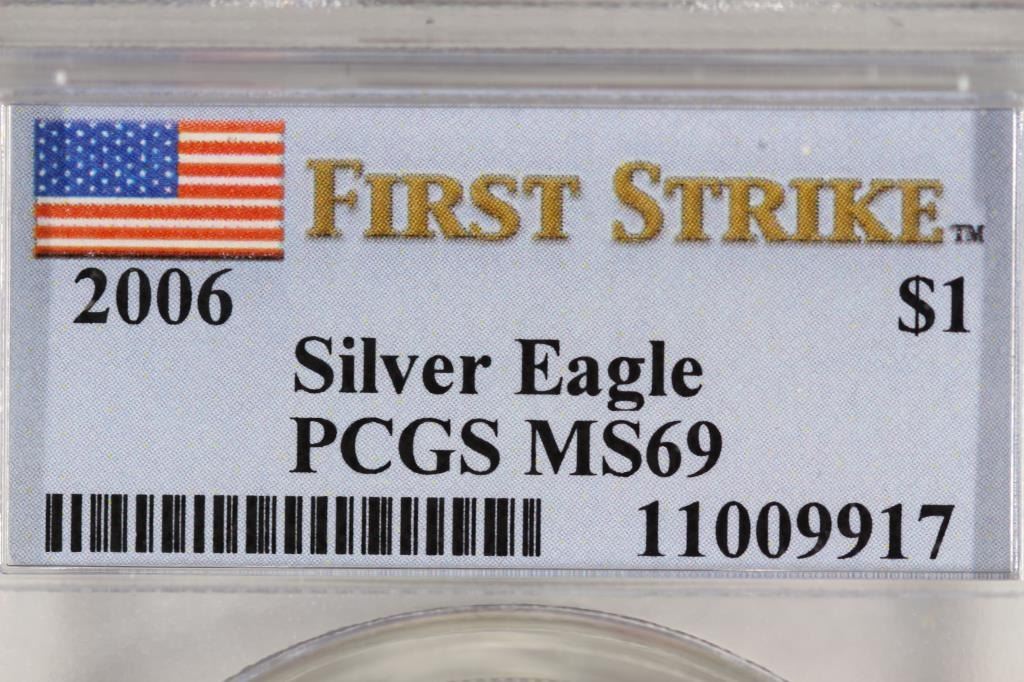 FIRST STRIKE™
2006 $1
Silver Eagle
PCGS MS69
11009917